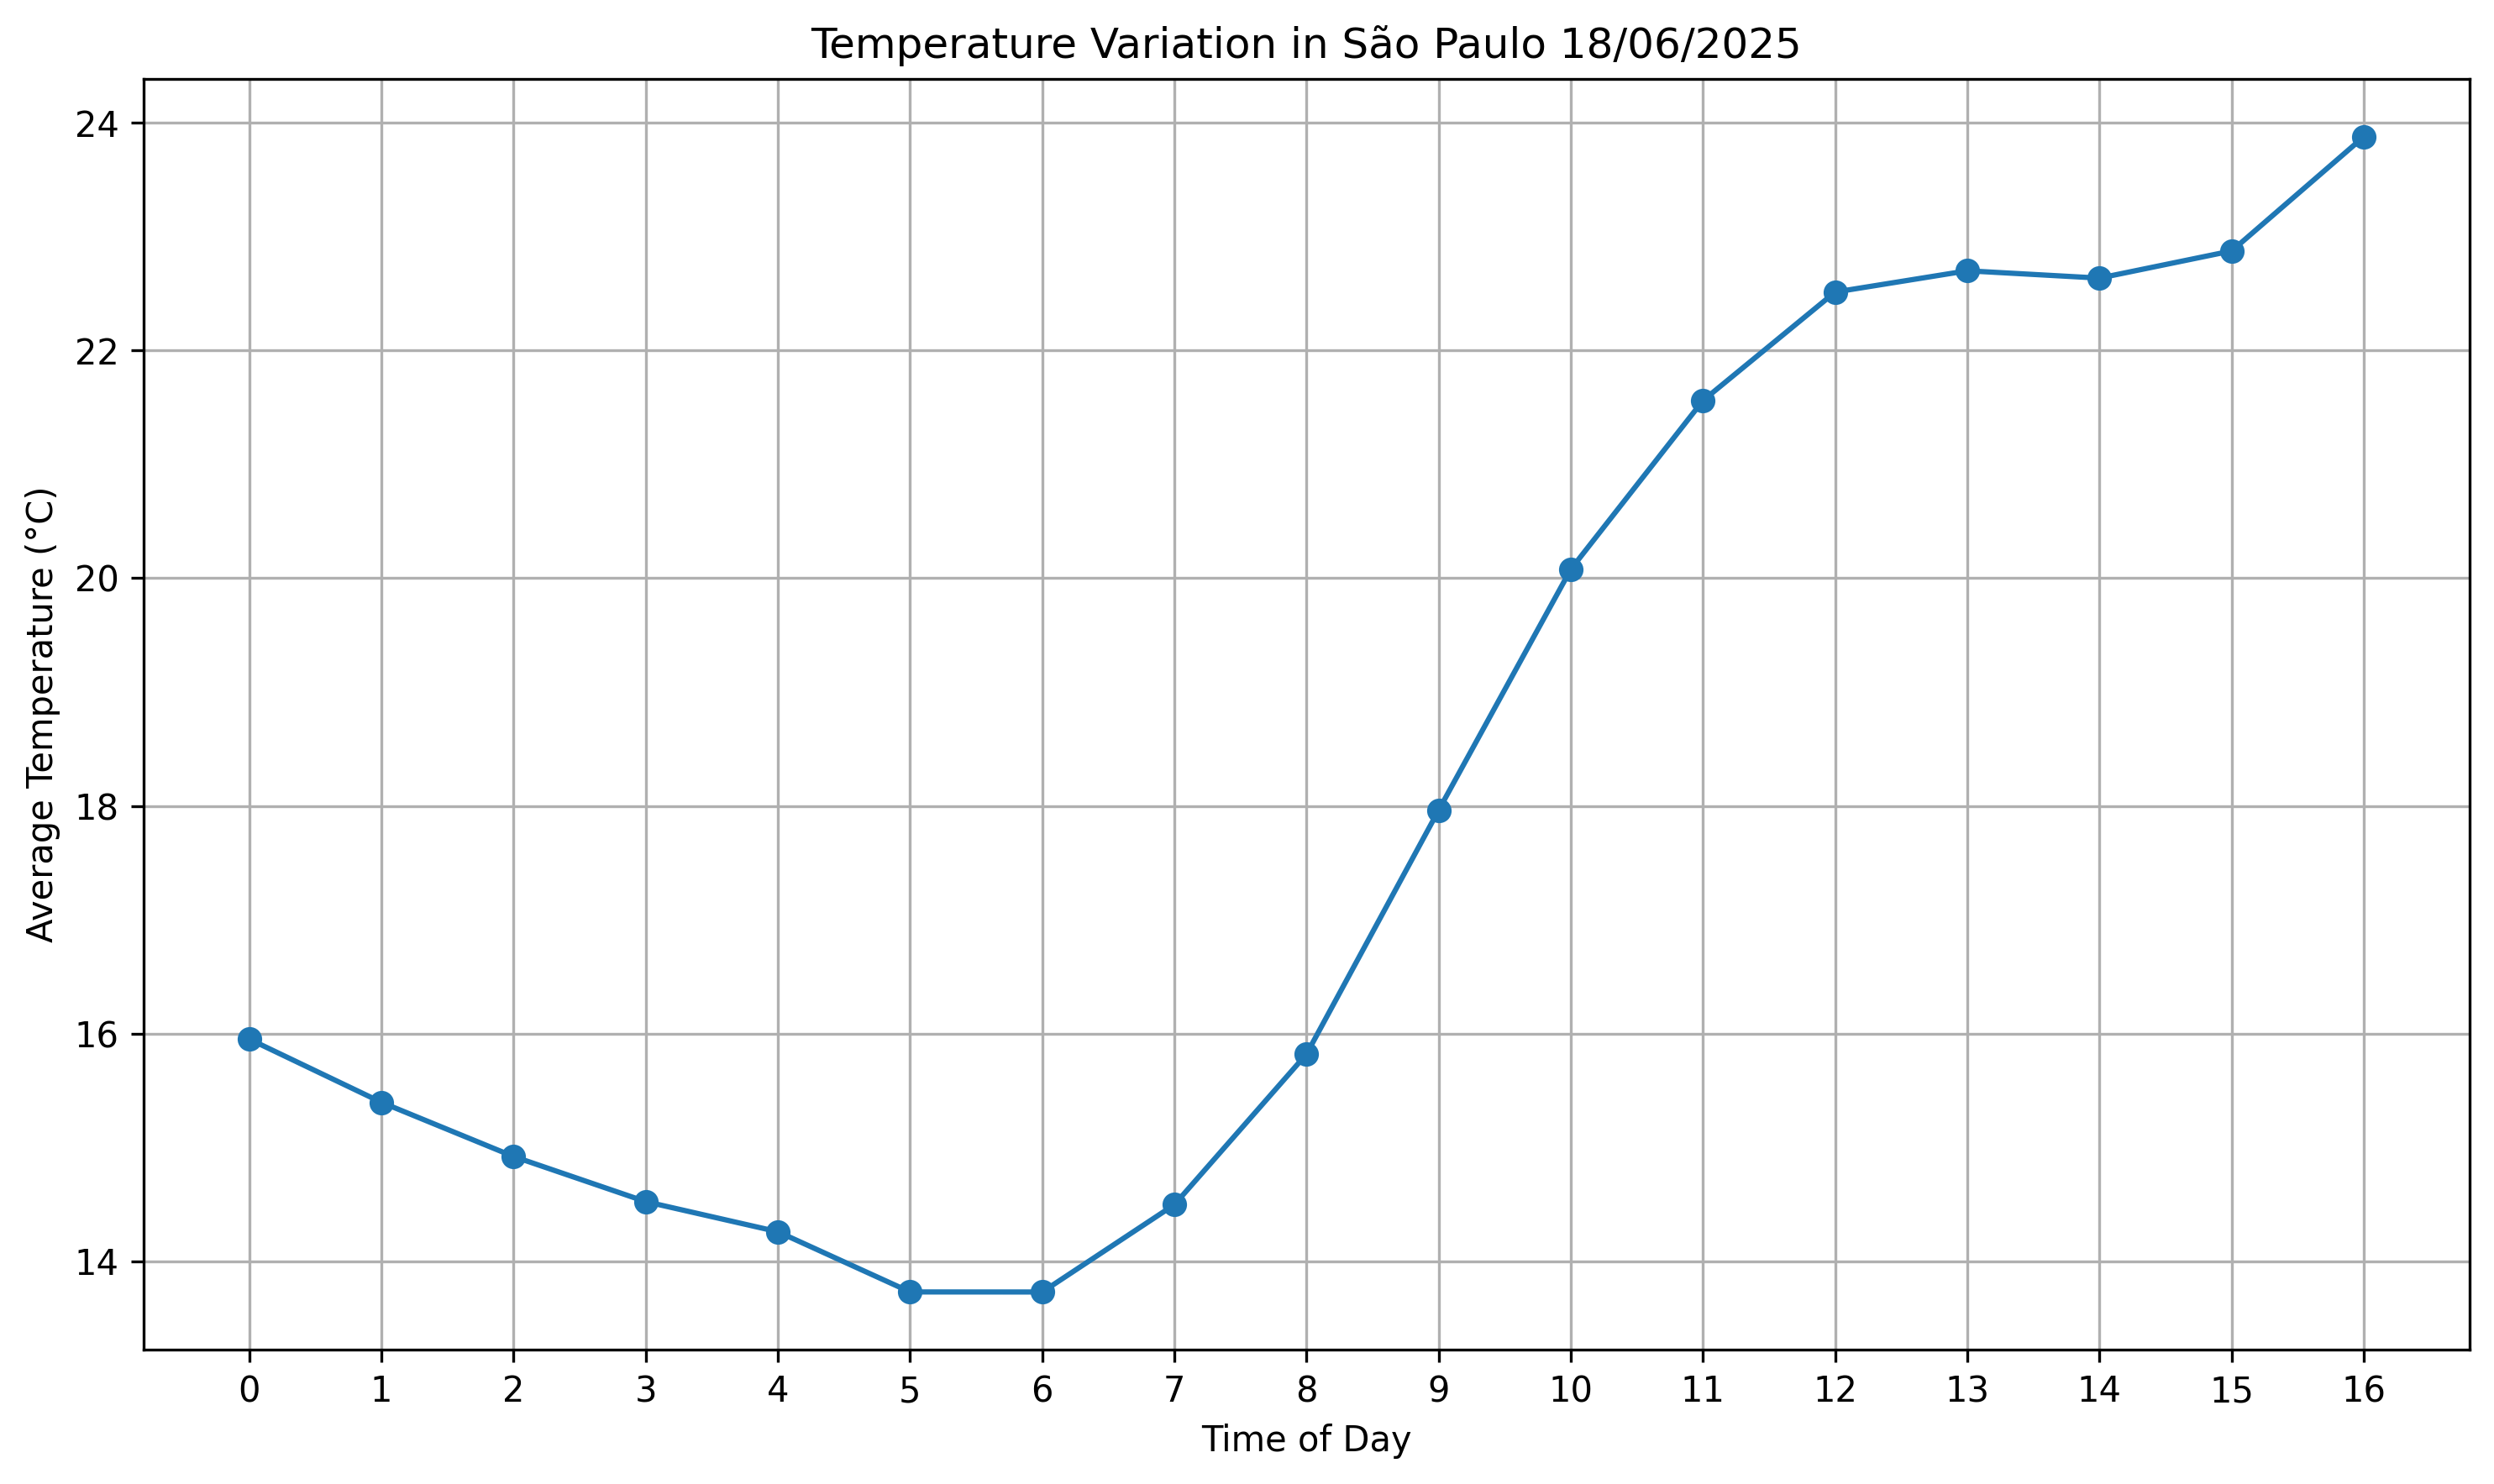 Temperature Variation in São Paulo 18/06/2025
24
22
20
18
16
14
Average Temperature (°C)
0 1 2 3 4 5 6 7 8 9 10 11 12 13 14 15 16
Time of Day